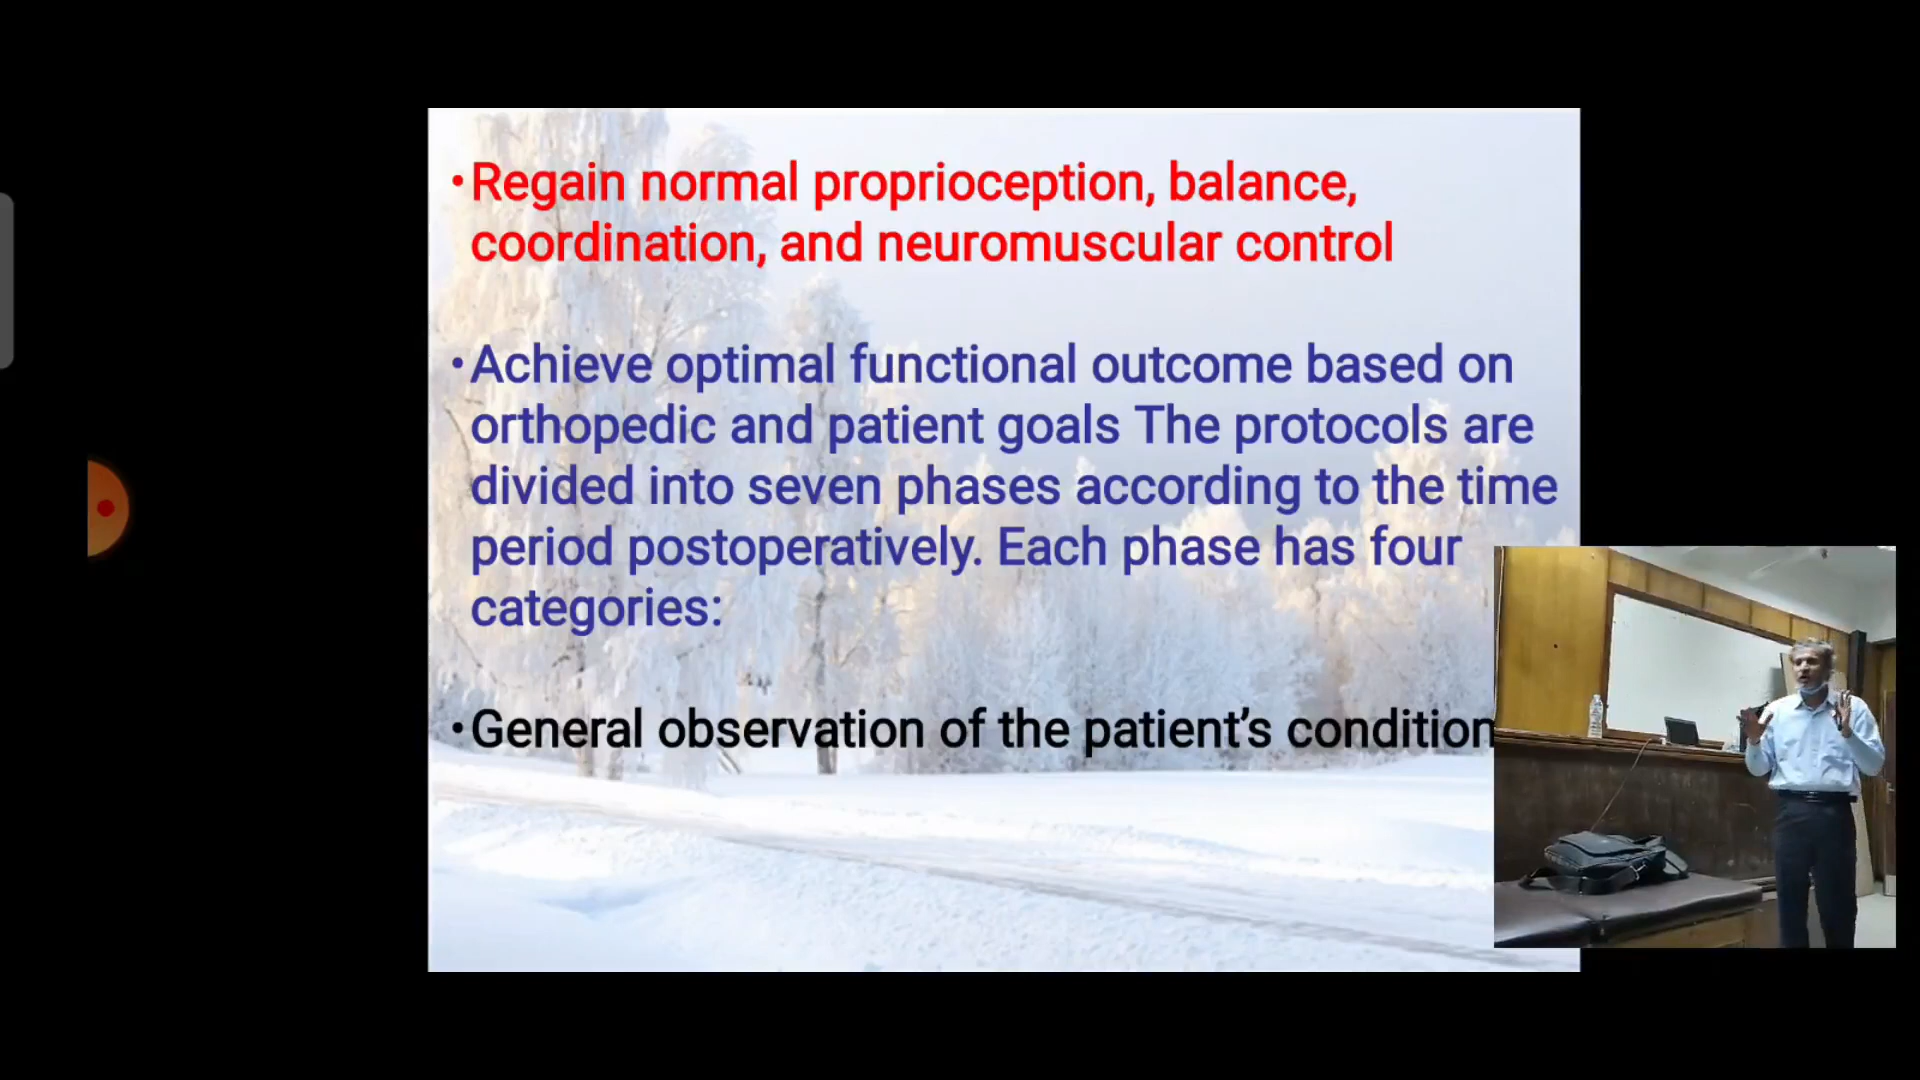 •Regain normal proprioception, balance,
coordination, and neuromuscular control
•Achieve optimal functional outcome based on
orthopedic and patient goals The protocols are
divided into seven phases according to the time
period postoperatively. Each phase has four
categories:
•General observation of the patient’s condition